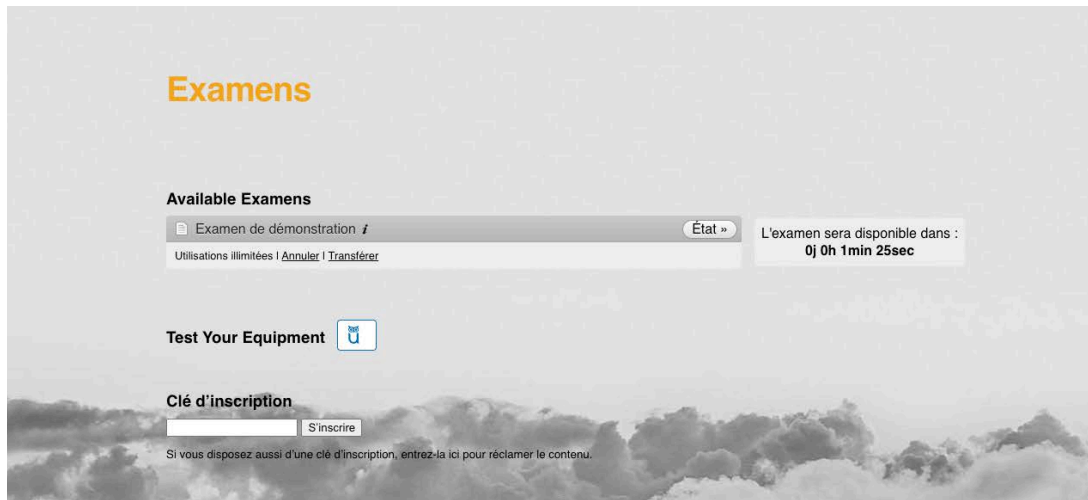 Examens
Available Examens
Examen de démonstration i
État »
L'examen sera disponible dans :
0j 0h 1min 25sec
Utilisations illimitées I Annuler I Transférer
Test Your Equipment
Clé d'inscription
S'inscrire
Si vous disposez aussi d'une clé d'inscription, entrez-la ici pour réclamer le contenu.